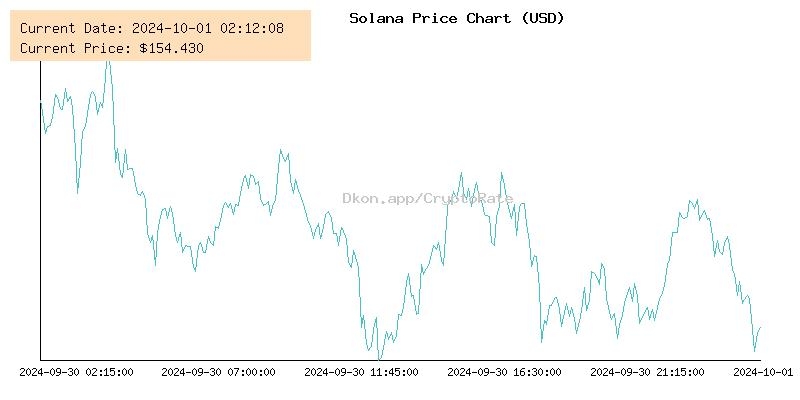 Solana Price Chart (USD)
Current Date: 2024-10-01 02:12:08
Current Price: $154.430
Dkon.app/CryptoRate
2024-09-30 02:15:00 2024-09-30 07:00:00 2024-09-30 11:45:00 2024-09-30 16:30:00 2024-09-30 21:15:00 2024-10-01